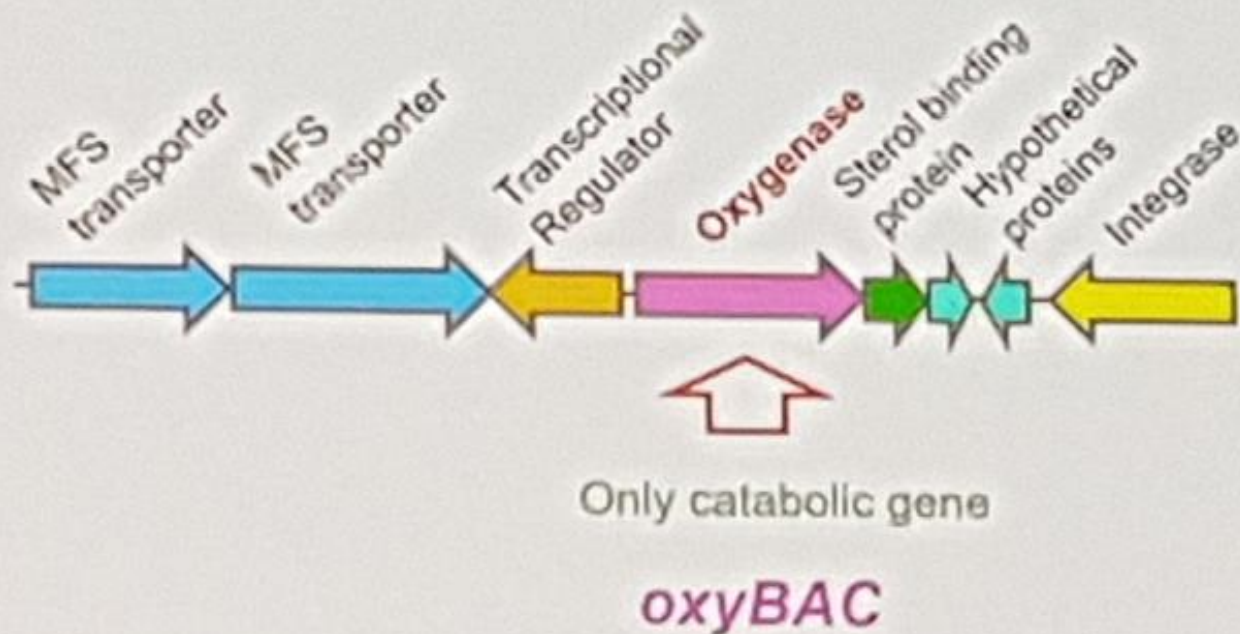 MFS
transporter
MFS
transporter
Transcriptional
Regulator
Oxygenase
Sterol binding
protein
Hypothetical
proteins
Integrase
Only catabolic gene
oxyBAC